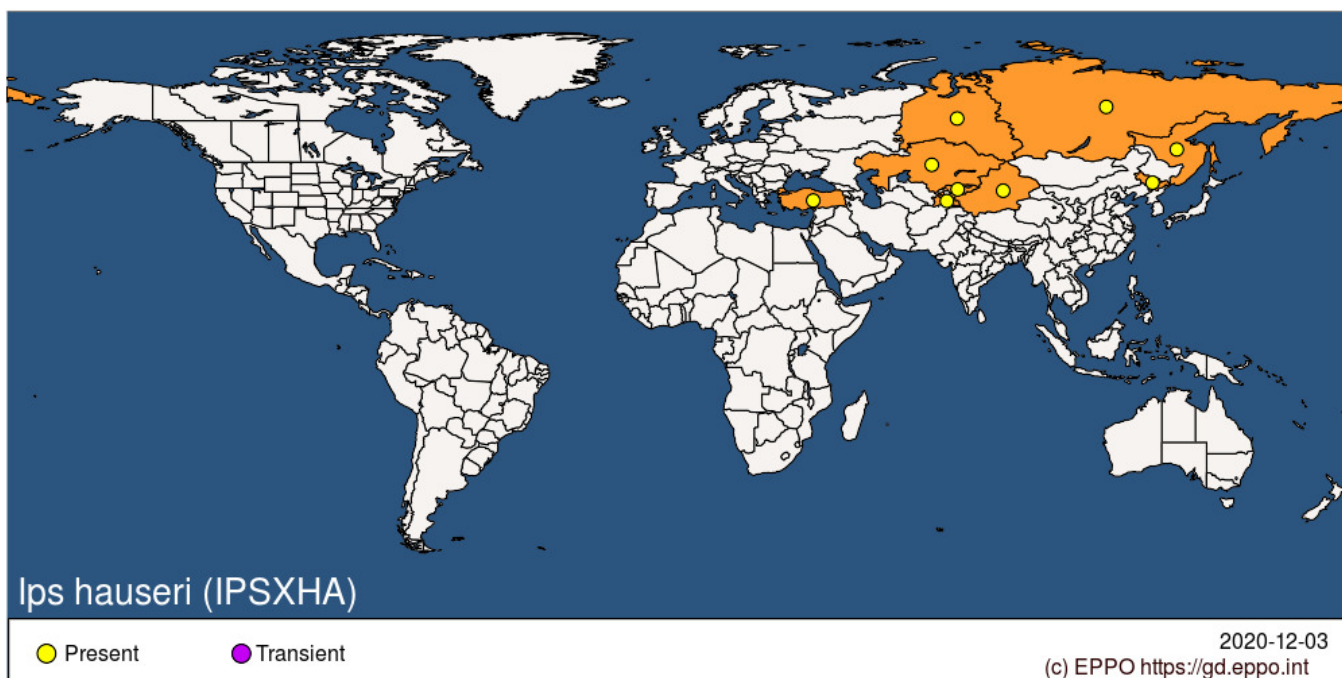 Ips hauseri (IPSXHA)
Present
Transient
2020-12-03
(c) EPPO https://gd.eppo.int